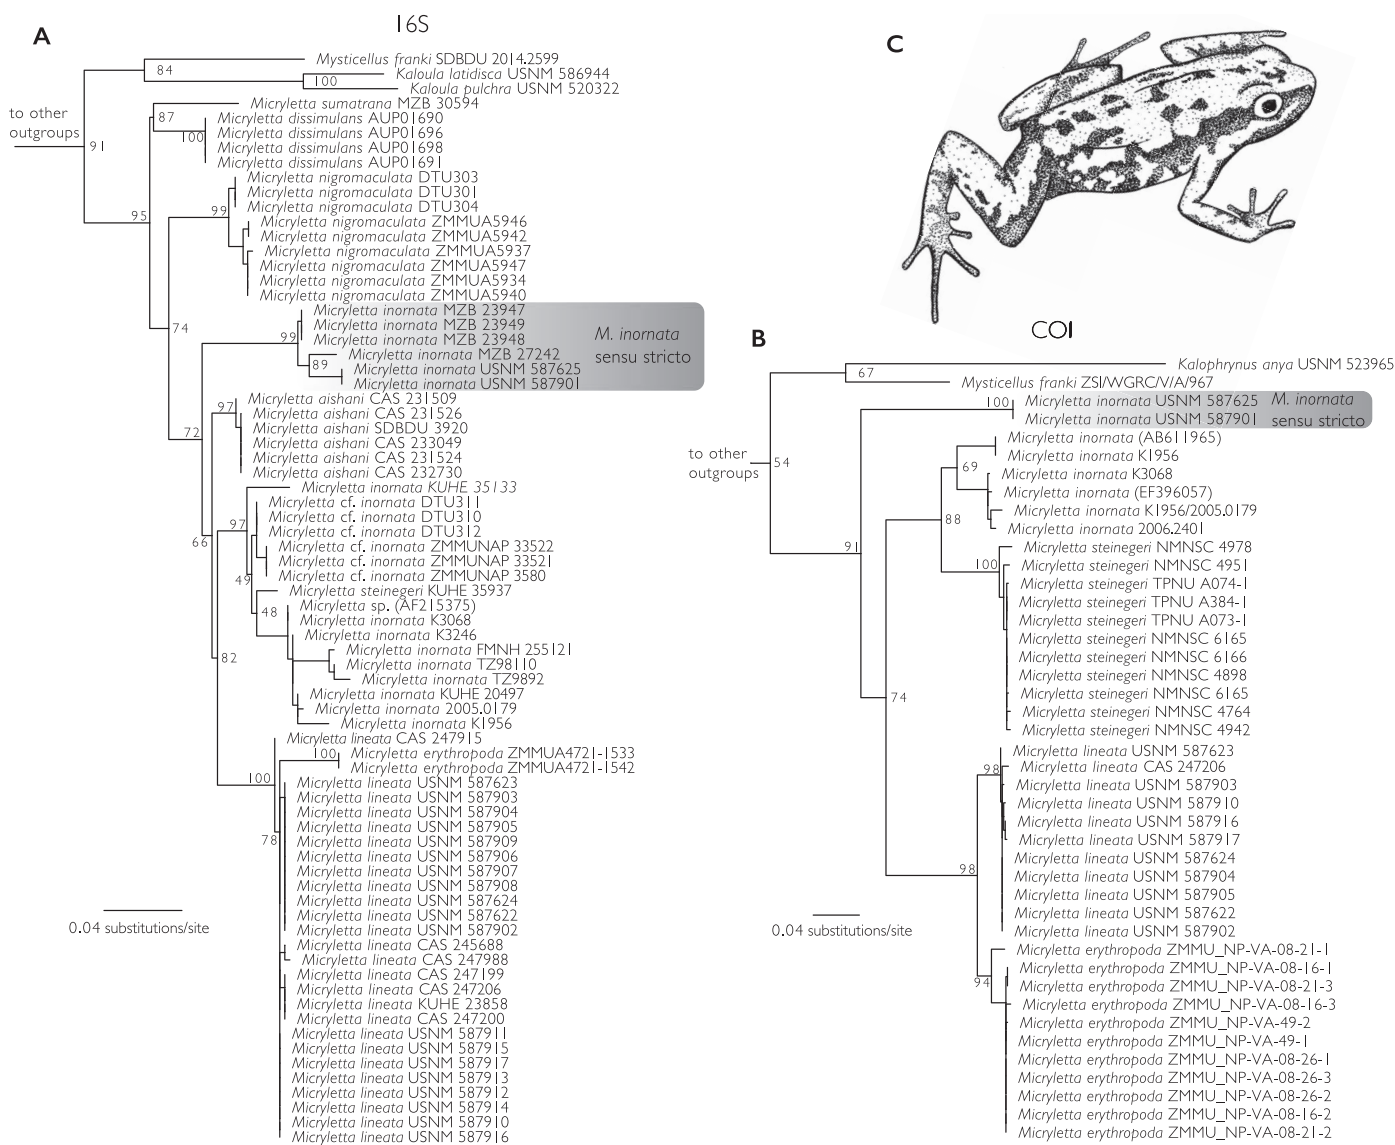 A
16S
Mysticellus franki SDBDU 2014.2599
84
Kaloula latidisca USNM 586944
100
Kaloula pulchra USNM 520322
to other
outgroups
91
Micryletta sumatrana MZB 30594
87
Micryletta dissimulans AUP01690
Micryletta dissimulans AUP01696
100
Micryletta dissimulans AUP01698
Micryletta dissimulans AUP01691
95
Micryletta nigromaculata DTU303
Micryletta nigromaculata DTU301
Micryletta nigromaculata DTU304
99
Micryletta nigromaculata ZMMUA5946
Micryletta nigromaculata ZMMUA5942
Micryletta nigromaculata ZMMUA5937
Micryletta nigromaculata ZMMUA5947
Micryletta nigromaculata ZMMUA5934
Micryletta nigromaculata ZMMUA5940
74
Micryletta inornata MZB 23947
Micryletta inornata MZB 23949
Micryletta inornata MZB 23948
99
Micryletta inornata MZB 27242
89
Micryletta inornata USNM 587625
Micryletta inornata USNM 587901
M. inornata
sensu stricto
72
Micryletta aishani CAS 231509
97
Micryletta aishani CAS 231526
Micryletta aishani SDBDU 3920
Micryletta aishani CAS 233049
Micryletta aishani CAS 231524
Micryletta aishani CAS 232730
66
Micryletta inornata KUHE 35133
Micryletta cf. inornata DTU311
Micryletta cf. inornata DTU310
97
Micryletta cf. inornata DTU312
Micryletta cf. inornata ZMMUNAP 33522
Micryletta cf. inornata ZMMUNAP 33521
Micryletta cf. inornata ZMMUNAP 3580
49
Micryletta steinegeri KUHE 35937
48
Micryletta sp. (AF215375)
Micryletta inornata K3068
Micryletta inornata K3246
Micryletta inornata FMNH 255121
Micryletta inornata TZ98110
Micryletta inornata TZ9892
82
Micryletta inornata KUHE 20497
Micryletta inornata 2005.0179
Micryletta inornata K1956
Micryletta lineata CAS 247915
100
Micryletta erythropoda ZMMUA4721-1533
Micryletta erythropoda ZMMUA4721-1542
100
Micryletta lineata USNM 587623
Micryletta lineata USNM 587903
Micryletta lineata USNM 587904
Micryletta lineata USNM 587905
78
Micryletta lineata USNM 587909
Micryletta lineata USNM 587906
Micryletta lineata USNM 587907
Micryletta lineata USNM 587908
Micryletta lineata USNM 587624
Micryletta lineata USNM 587622
Micryletta lineata USNM 587902
Micryletta lineata CAS 245688
Micryletta lineata CAS 247988
Micryletta lineata CAS 247199
Micryletta lineata CAS 247206
Micryletta lineata KUHE 23858
Micryletta lineata CAS 247200
Micryletta lineata USNM 587911
Micryletta lineata USNM 587915
Micryletta lineata USNM 587917
Micryletta lineata USNM 587913
Micryletta lineata USNM 587912
Micryletta lineata USNM 587914
Micryletta lineata USNM 587910
Micryletta lineata USNM 587916
0.04 substitutions/site
C
B
COI
Kalophrynus anya USNM 523965
67
Mysticellus franki ZSI/WGRC/V/A/967
100
Micryletta inornata USNM 587625
Micryletta inornata USNM 587901
M. inornata
sensu stricto
to other
outgroups
54
Micryletta inornata (AB611965)
Micryletta inornata K1956
69
Micryletta inornata K3068
Micryletta inornata (EF396057)
Micryletta inornata K1956/2005.0179
Micryletta inornata 2006.2401
88
91
Micryletta steinegeri NMNSC 4978
100
Micryletta steinegeri NMNSC 4951
Micryletta steinegeri TPNU A074-1
Micryletta steinegeri TPNU A384-1
Micryletta steinegeri TPNU A073-1
Micryletta steinegeri NMNSC 6165
Micryletta steinegeri NMNSC 6166
Micryletta steinegeri NMNSC 4898
Micryletta steinegeri NMNSC 6165
Micryletta steinegeri NMNSC 4764
Micryletta steinegeri NMNSC 4942
74
Micryletta lineata USNM 587623
98
Micryletta lineata CAS 247206
Micryletta lineata USNM 587903
Micryletta lineata USNM 587910
Micryletta lineata USNM 587916
Micryletta lineata USNM 587917
Micryletta lineata USNM 587624
98
Micryletta lineata USNM 587904
Micryletta lineata USNM 587905
Micryletta lineata USNM 587622
Micryletta lineata USNM 587902
Micryletta erythropoda ZMMU_NP-VA-08-21-1
Micryletta erythropoda ZMMU_NP-VA-08-16-1
94
Micryletta erythropoda ZMMU_NP-VA-08-21-3
Micryletta erythropoda ZMMU_NP-VA-08-16-3
Micryletta erythropoda ZMMU_NP-VA-49-2
Micryletta erythropoda ZMMU_NP-VA-49-1
Micryletta erythropoda ZMMU_NP-VA-08-26-1
Micryletta erythropoda ZMMU_NP-VA-08-26-3
Micryletta erythropoda ZMMU_NP-VA-08-26-2
Micryletta erythropoda ZMMU_NP-VA-08-16-2
Micryletta erythropoda ZMMU_NP-VA-08-21-2
0.04 substitutions/site